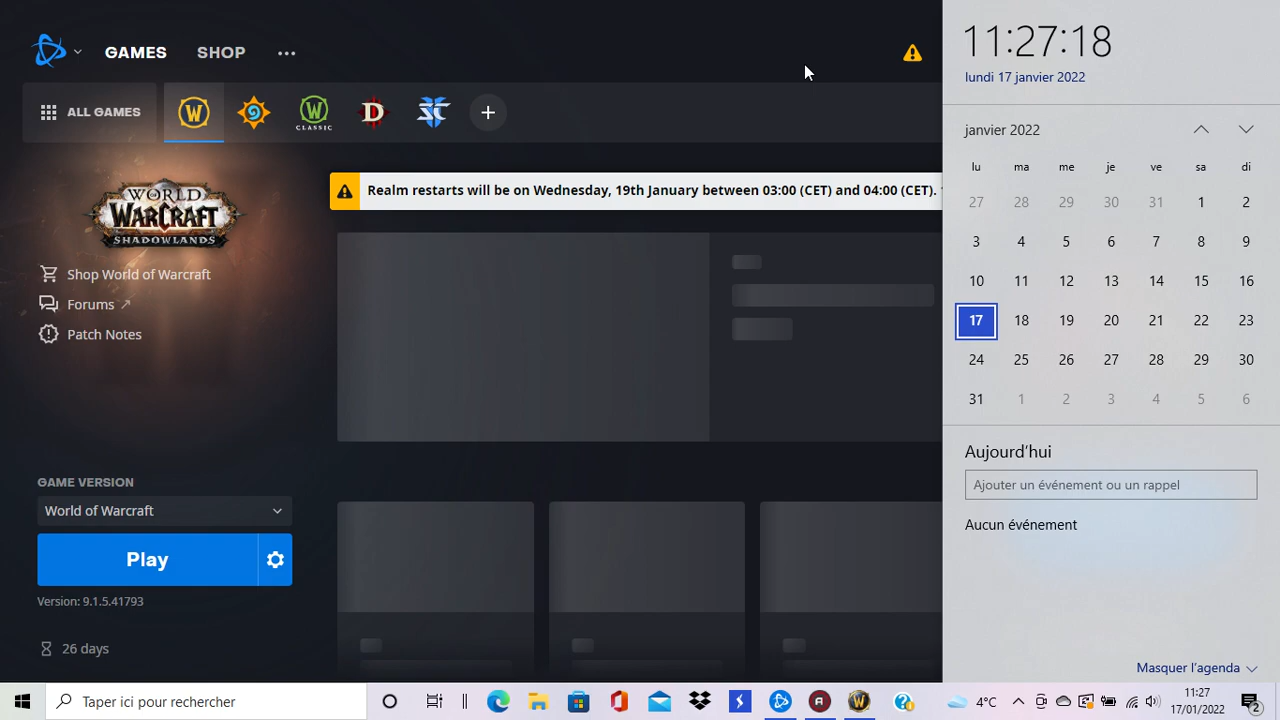 GAMES
SHOP
ALL GAMES
W
W
CLASSIC
D
WORLD
WARCRAFT
SHADOWLANDS
Realm restarts will be on Wednesday, 19th January between 03:00 (CET) and 04:00 (CET).
Shop World of Warcraft
Forums
Patch Notes
GAME VERSION
World of Warcraft
Play
Version: 9.1.5.41793
26 days
11:27:18
lundi 17 janvier 2022
janvier 2022
lu ma me je ve sa di
27 28 29 30 31 1 2
3 4 5 6 7 8 9
10 11 12 13 14 15 16
17 18 19 20 21 22 23
24 25 26 27 28 29 30
31 1 2 3 4 5 6
Aujourd’hui
Ajouter un événement ou un rappel
Aucun événement
Masquer l’agenda
Taper ici pour rechercher
4°C
11:27
17/01/2022
2